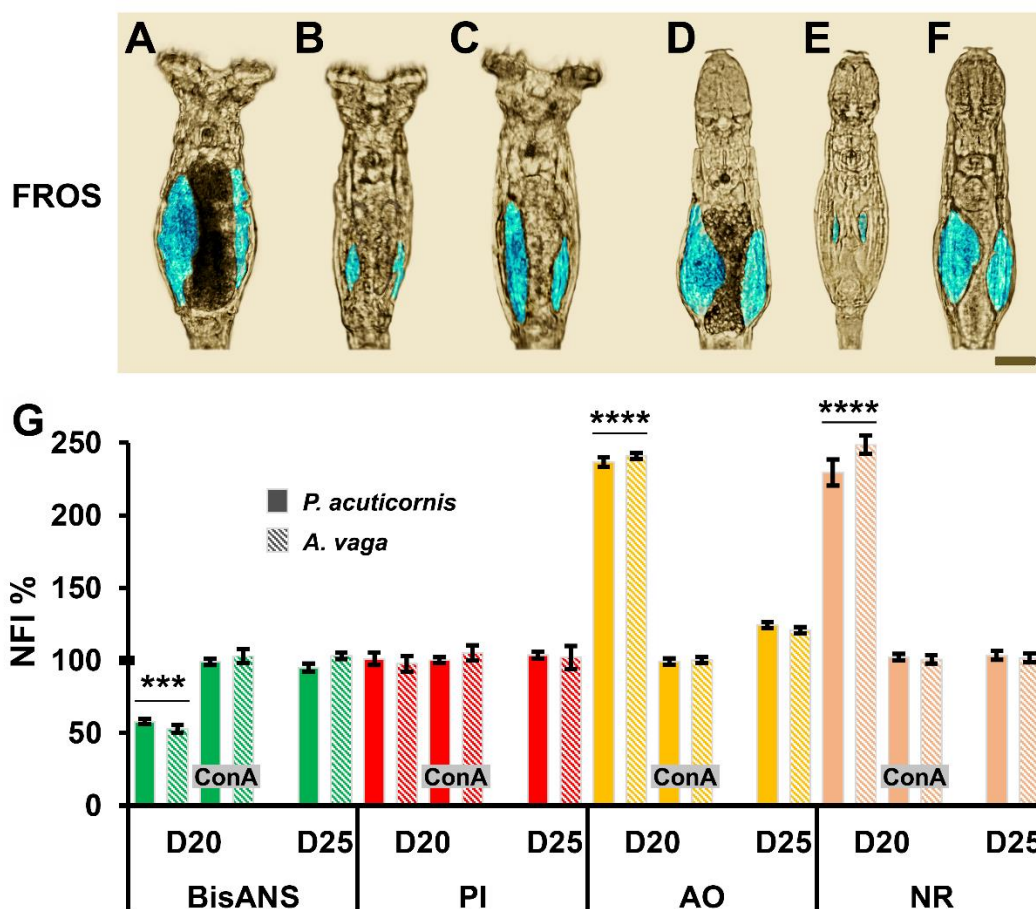 A B C D E F
FROS
G
****
****
250
P. acuticornis
200
A. vaga
NFI %
150
100
***
50
ConA ConA ConA ConA
0
D20 D25 D20 D25 D20 D25 D20 D25
BisANS PI AO NR